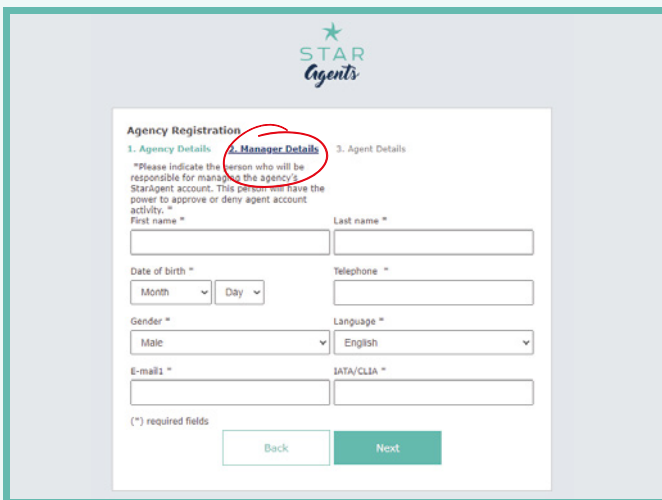 STAR
Agents
Agency Registration
1. Agency Details 2. Manager Details 3. Agent Details
"Please indicate the person who will be
responsible for managing the agency's
StarAgent account. This person will have the
power to approve or deny agent account
activity. "
First name * Last name *
Date of birth * Telephone *
Month Day
Gender * Language *
Male English
E-mail1 * IATA/CLIA *
(*) required fields
Back Next